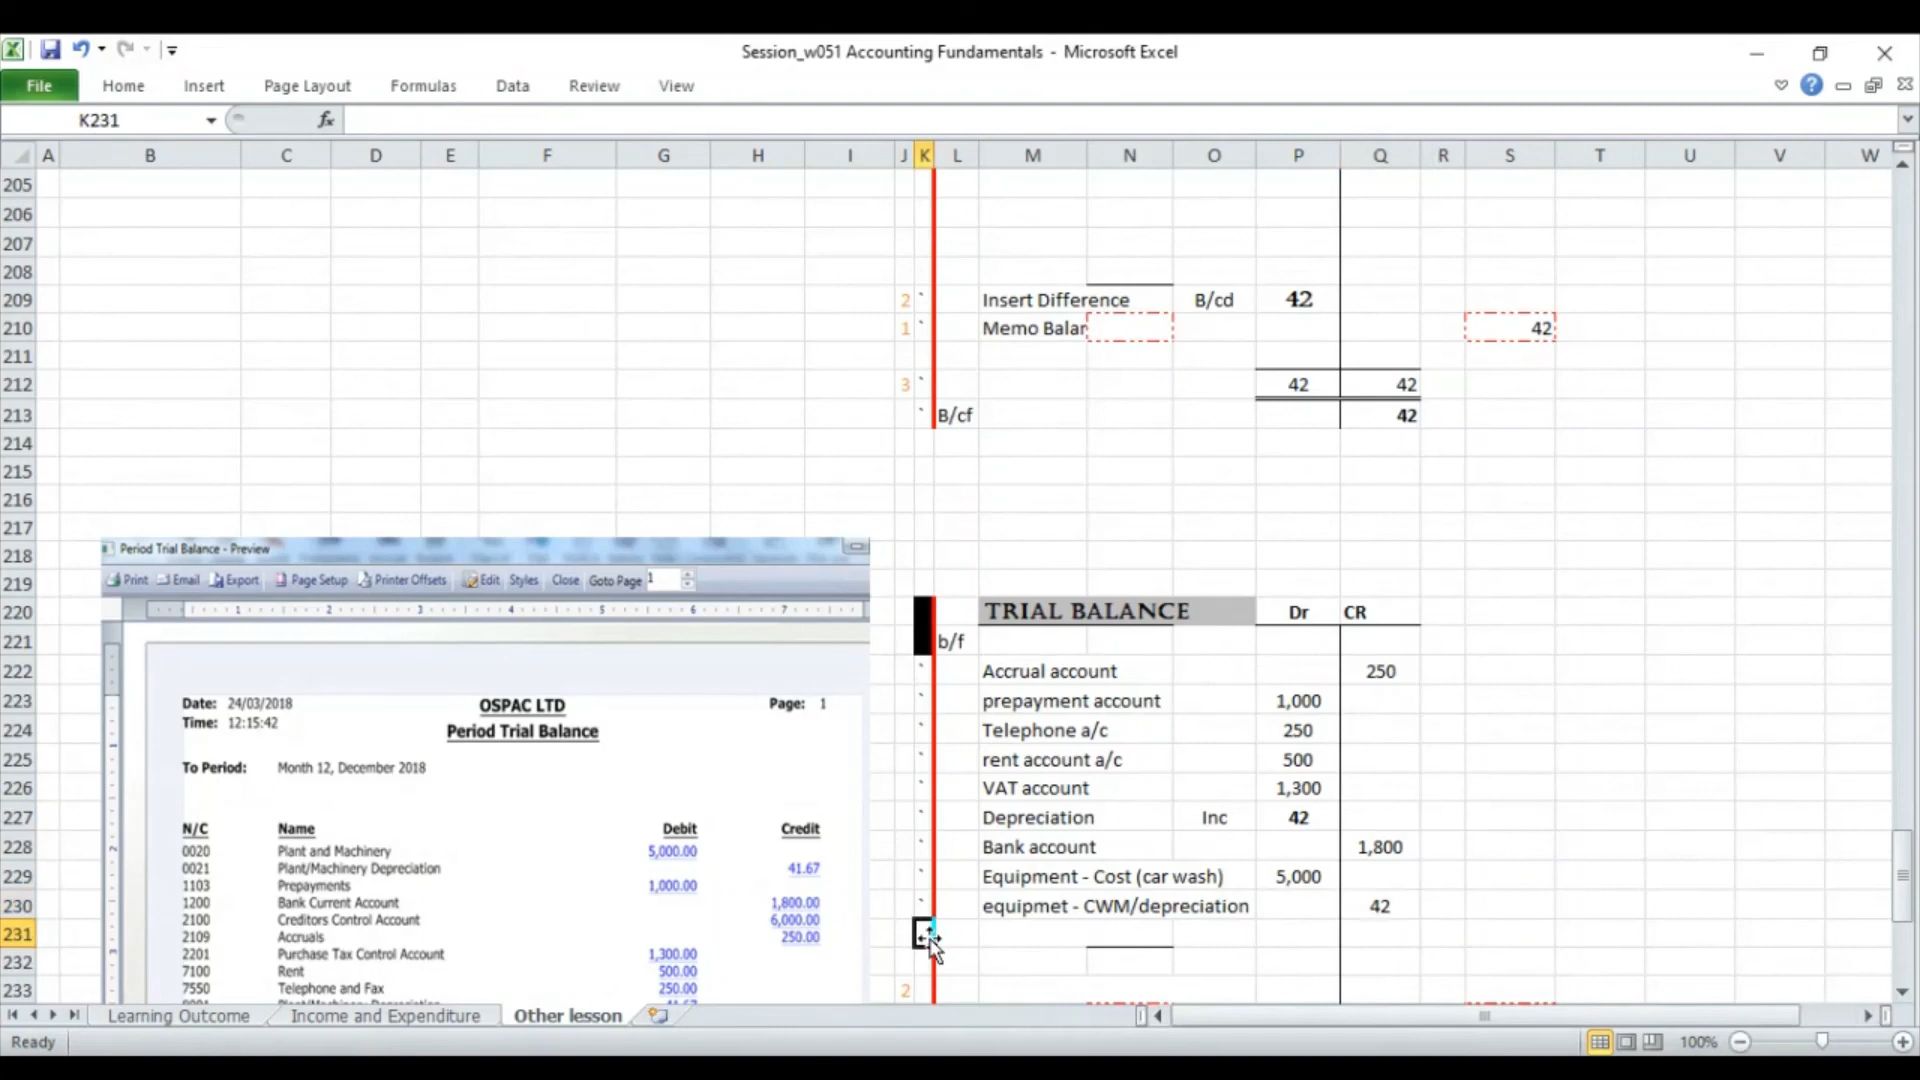 Session_w051 Accounting Fundamentals - Microsoft Excel
File Home Insert Page Layout Formulas Data Review View
K231 fx
A B C D E F G H I J K L M N O P Q R S T U V W
205
206
207
208
209 2 ` Insert Difference B/cd 42
210 1 ` Memo Balar 42
211
212 3 ` 42 42
213 ` B/cf 42
214
215
216
217
218
219
220 TRIAL BALANCE Dr CR
221 b/f
222 ` Accrual account 250
223 ` prepayment account 1,000
224 ` Telephone a/c 250
225 ` rent account a/c 500
226 ` VAT account 1,300
227 ` Depreciation Inc 42
228 ` Bank account 1,800
229 ` Equipment - Cost (car wash) 5,000
230 ` equipmet - CWM/depreciation 42
231
232
233 2
Period Trial Balance - Preview
Print Email Export Page Setup Printer Offsets Edit Styles Close Goto Page 1
1 2 3 4 5 6 7
Date: 24/03/2018 OSPAC LTD Page: 1
Time: 12:15:42 Period Trial Balance
To Period: Month 12, December 2018
N/C Name Debit Credit
0020 Plant and Machinery 5,000.00
0021 Plant/Machinery Depreciation 41.67
1103 Prepayments 1,000.00
1200 Bank Current Account 1,800.00
2100 Creditors Control Account 6,000.00
2109 Accruals 250.00
2201 Purchase Tax Control Account 1,300.00
7100 Rent 500.00
7550 Telephone and Fax 250.00
Learning Outcome Income and Expenditure Other lesson
Ready 100%